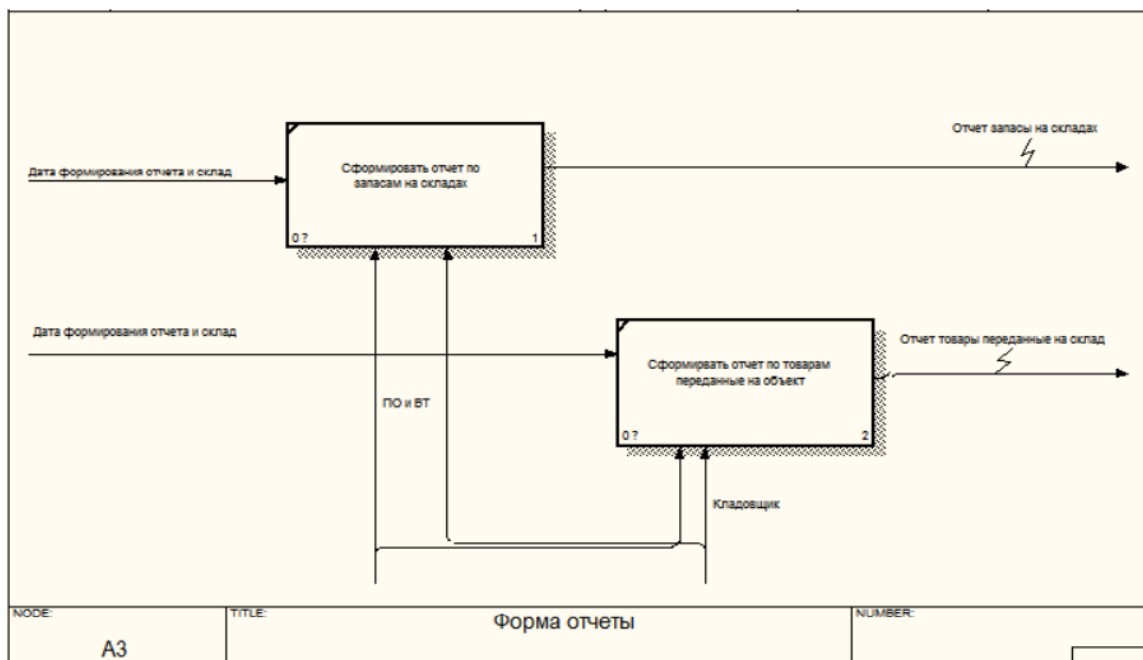 Отчет запасы на складах
Дата формирования отчета и склад
Сформировать отчет по
запасам на складах
0 ?
1
Дата формирования отчета и склад
Отчет товары переданные на склад
Сформирвать отчет по товарам
переданные на объект
0 ?
2
ПО и ВТ
Кладовщик
NODE:
TITLE:
NUMBER:
A3
Форма отчеты